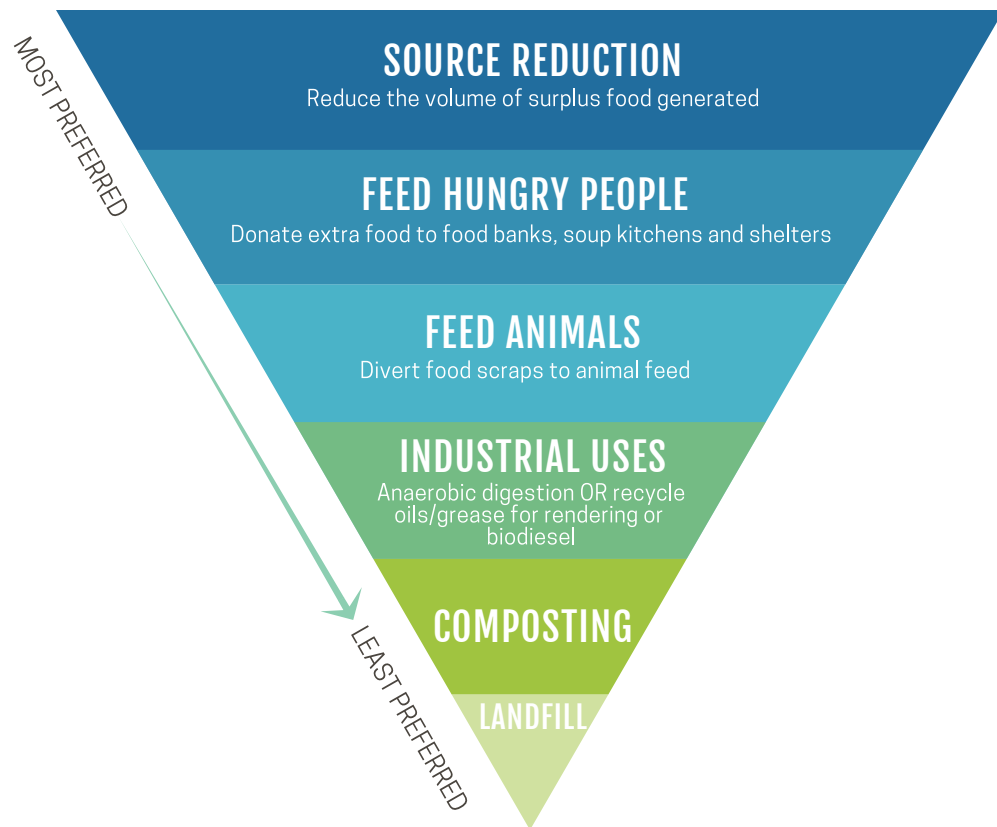 MOST PREFERRED
SOURCE REDUCTION
Reduce the volume of surplus food generated
FEED HUNGRY PEOPLE
Donate extra food to food banks, soup kitchens and shelters
FEED ANIMALS
Divert food scraps to animal feed
INDUSTRIAL USES
Anaerobic digestion OR recycle
oils/grease for rendering or
biodiesel
COMPOSTING
LANDFILL
LEAST PREFERRED